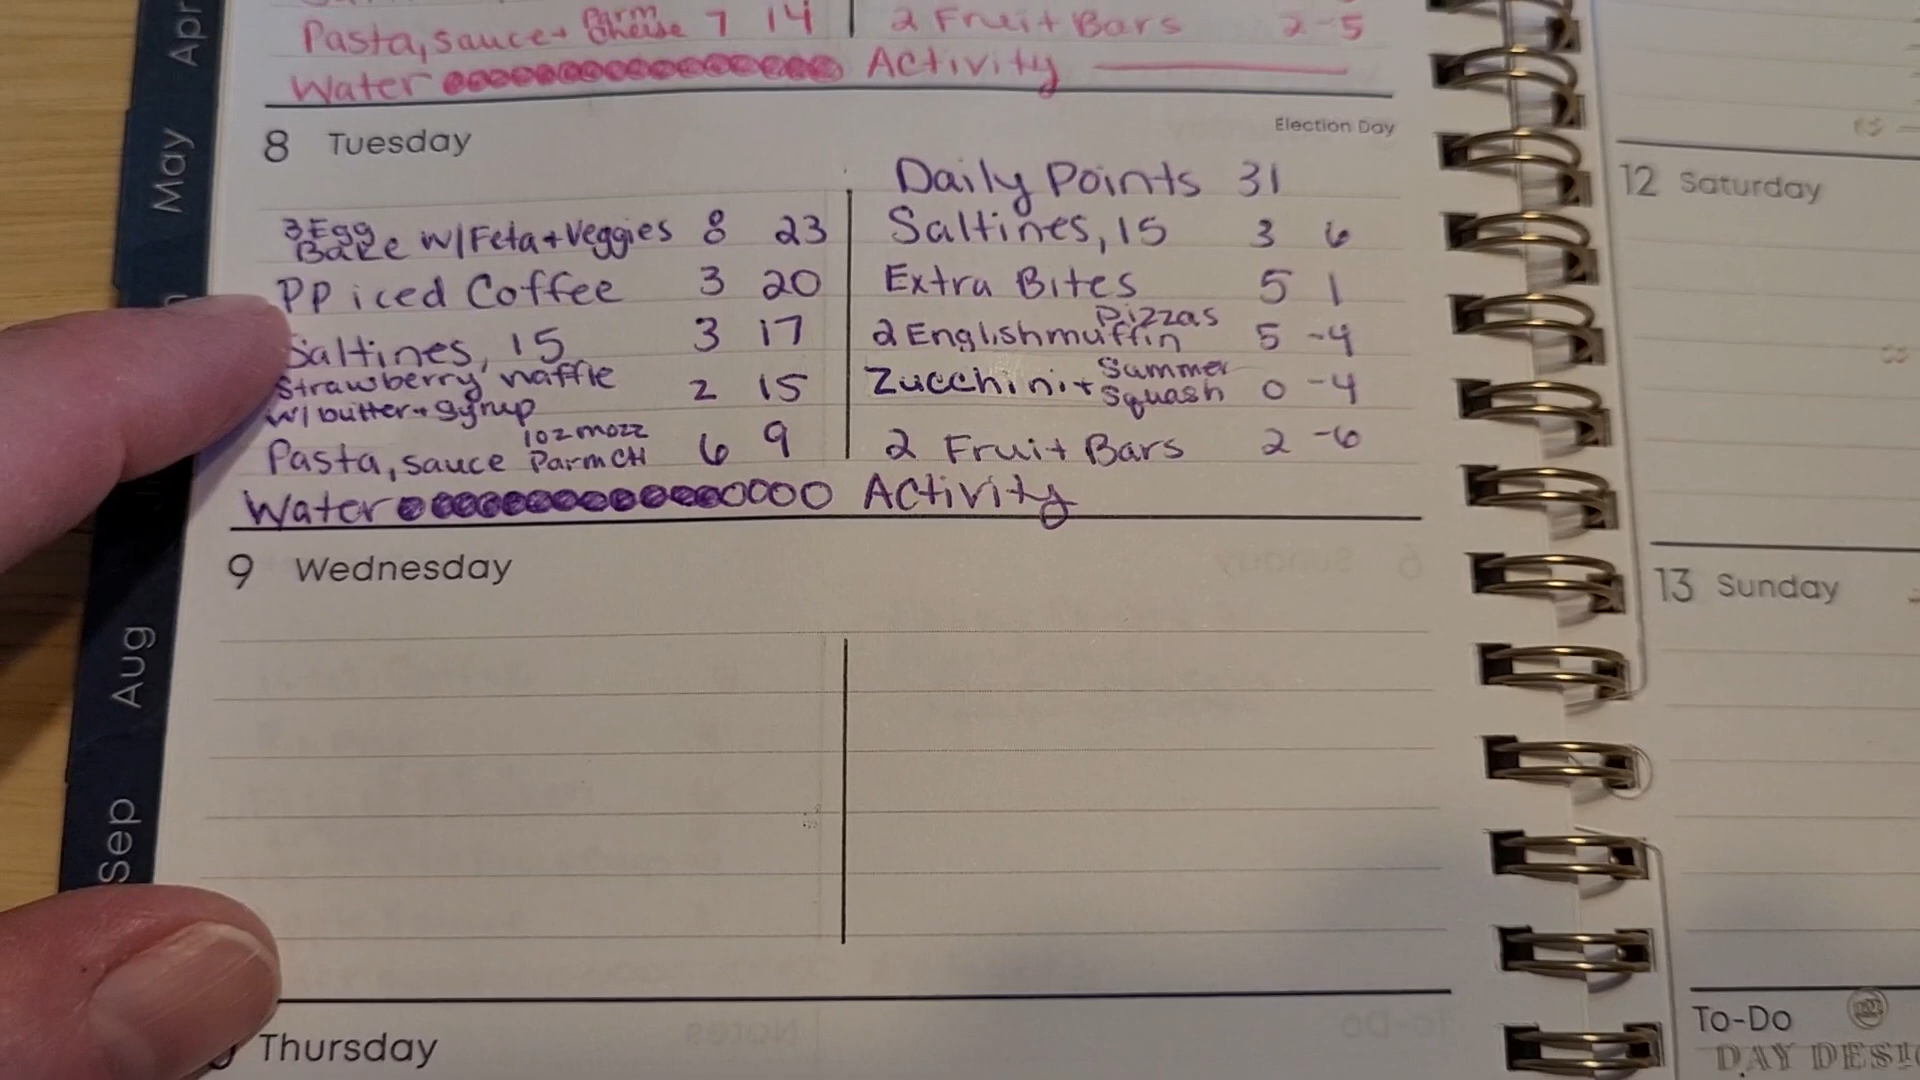 Apr
May
Aug
Sep
Pasta, sauce + Parm Cheese 7 14
2 Fruit Bars 2 -5
Water Activity
8 Tuesday
Election Day
Daily Points 31
3 Egg Bake w/Feta + Veggies 8 23
PP iced Coffee 3 20
Saltines, 15 3 17
Strawberry waffle
w/butter + syrup 2 15
Pasta, sauce 1oz mozz Parm CH 6 9
Saltines, 15 3 6
Extra Bites 5 1
2 English muffin Pizzas 5 -4
Zucchini + Summer Squash 0 -4
2 Fruit Bars 2 -6
Water Activity
9 Wednesday
Thursday
12 Saturday
13 Sunday
To-Do
DAY DESI